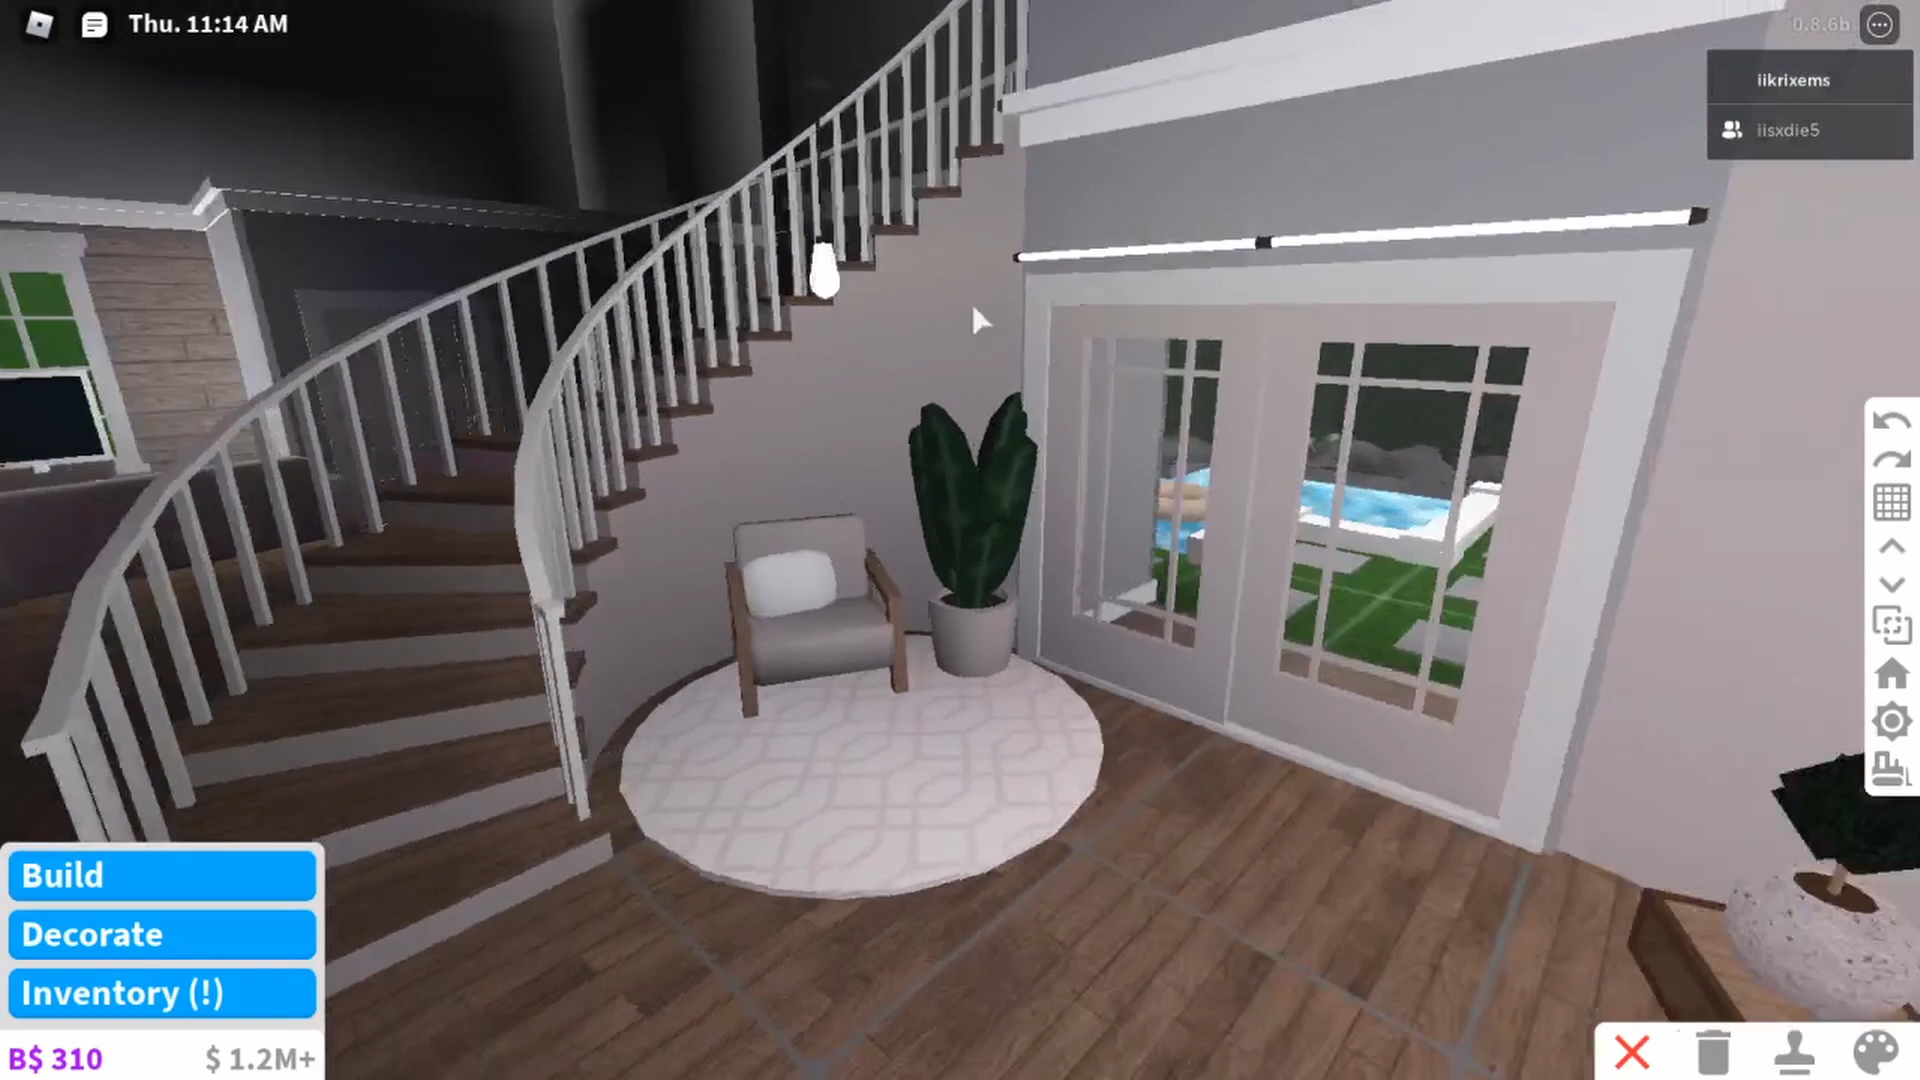 Thu. 11:14 AM
0.8.6b
iikrixems
iisxdie5
Build
Decorate
Inventory (!)
B$ 310
$ 1.2M+